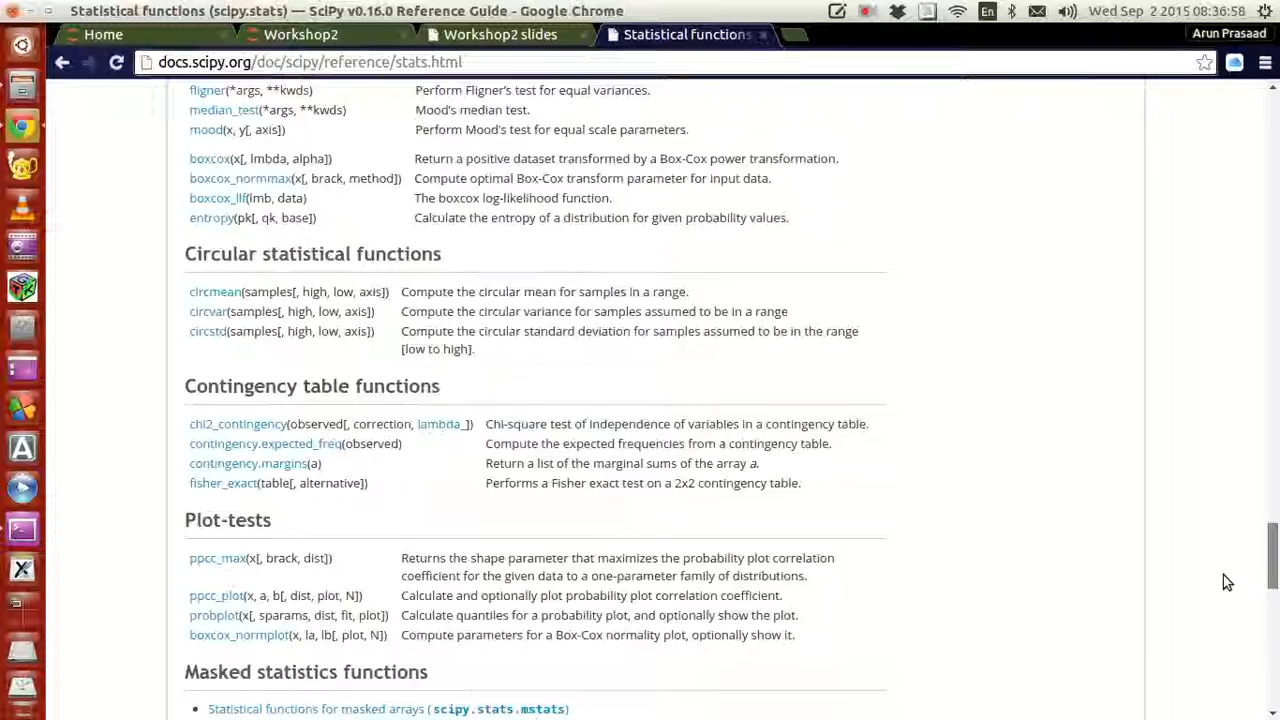 Statistical functions (scipy.stats) — SciPy v0.16.0 Reference Guide - Google Chrome
En
Wed Sep 2 2015 08:36:58
Home
Workshop2
Workshop2 slides
Statistical functions
Arun Prasaad
docs.scipy.org/doc/scipy/reference/stats.html
fligner(*args, **kwds) Perform Fligner's test for equal variances.
median_test(*args, **kwds) Mood's median test.
mood(x, y[, axis]) Perform Mood's test for equal scale parameters.
boxcox(x[, lmbda, alpha]) Return a positive dataset transformed by a Box-Cox power transformation.
boxcox_normmax(x[, brack, method]) Compute optimal Box-Cox transform parameter for input data.
boxcox_llf(lmb, data) The boxcox log-likelihood function.
entropy(pk[, qk, base]) Calculate the entropy of a distribution for given probability values.
Circular statistical functions
circmean(samples[, high, low, axis]) Compute the circular mean for samples in a range.
circvar(samples[, high, low, axis]) Compute the circular variance for samples assumed to be in a range
circstd(samples[, high, low, axis]) Compute the circular standard deviation for samples assumed to be in the range
[low to high].
Contingency table functions
chi2_contingency(observed[, correction, lambda_]) Chi-square test of independence of variables in a contingency table.
contingency.expected_freq(observed) Compute the expected frequencies from a contingency table.
contingency.margins(a) Return a list of the marginal sums of the array a.
fisher_exact(table[, alternative]) Performs a Fisher exact test on a 2x2 contingency table.
Plot-tests
ppcc_max(x[, brack, dist]) Returns the shape parameter that maximizes the probability plot correlation
coefficient for the given data to a one-parameter family of distributions.
ppcc_plot(x, a, b[, dist, plot, N]) Calculate and optionally plot probability plot correlation coefficient.
probplot(x[, sparams, dist, fit, plot]) Calculate quantiles for a probability plot, and optionally show the plot.
boxcox_normplot(x, la, lb[, plot, N]) Compute parameters for a Box-Cox normality plot, optionally show it.
Masked statistics functions
Statistical functions for masked arrays (scipy.stats.mstats)